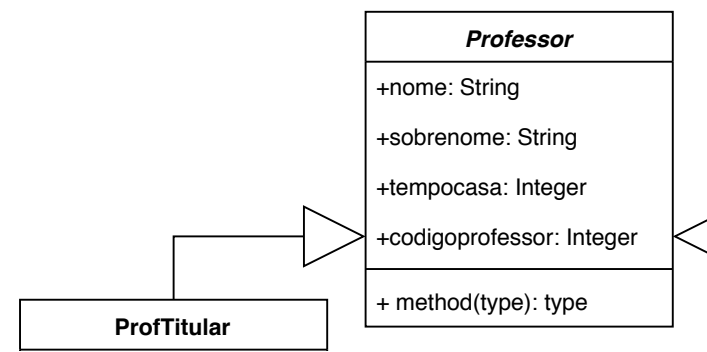 Professor
+nome: String
+sobrenome: String
+tempocasa: Integer
+codigoprofessor: Integer
+ method(type): type
ProfTitular